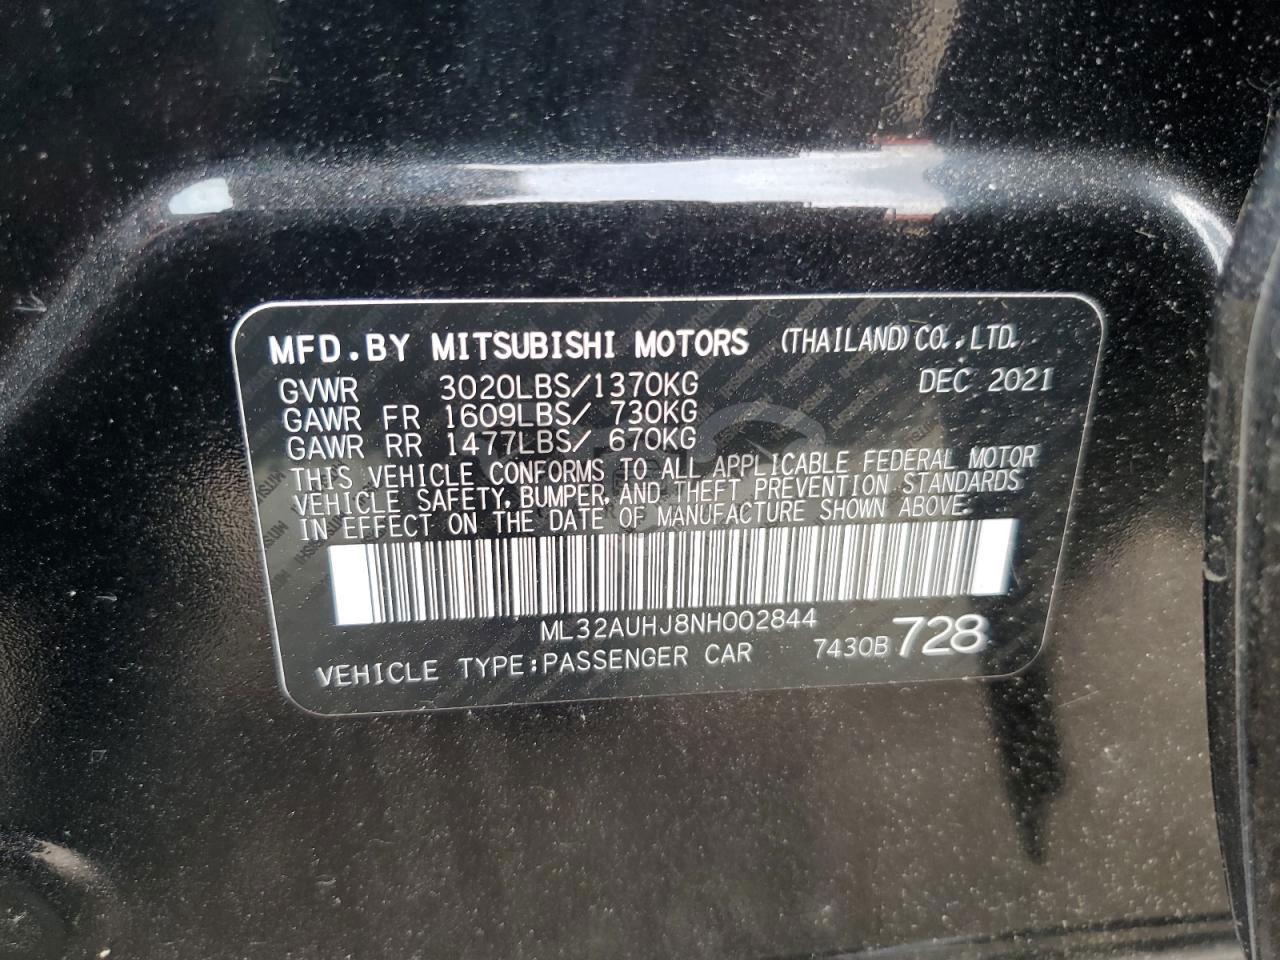 MFD.BY MITSUBISHI MOTORS (THAILAND) CO.,LTD.
GVWR 3020LBS/1370KG DEC 2021
GAWR FR 1609LBS/ 730KG
GAWR RR 1477LBS/ 670KG
THIS VEHICLE CONFORMS TO ALL APPLICABLE FEDERAL MOTOR
VEHICLE SAFETY, BUMPER, AND THEFT PREVENTION STANDARDS
IN EFFECT ON THE DATE OF MANUFACTURE SHOWN ABOVE.
ML32AUHJ8NH002844
VEHICLE TYPE:PASSENGER CAR 7430B 728